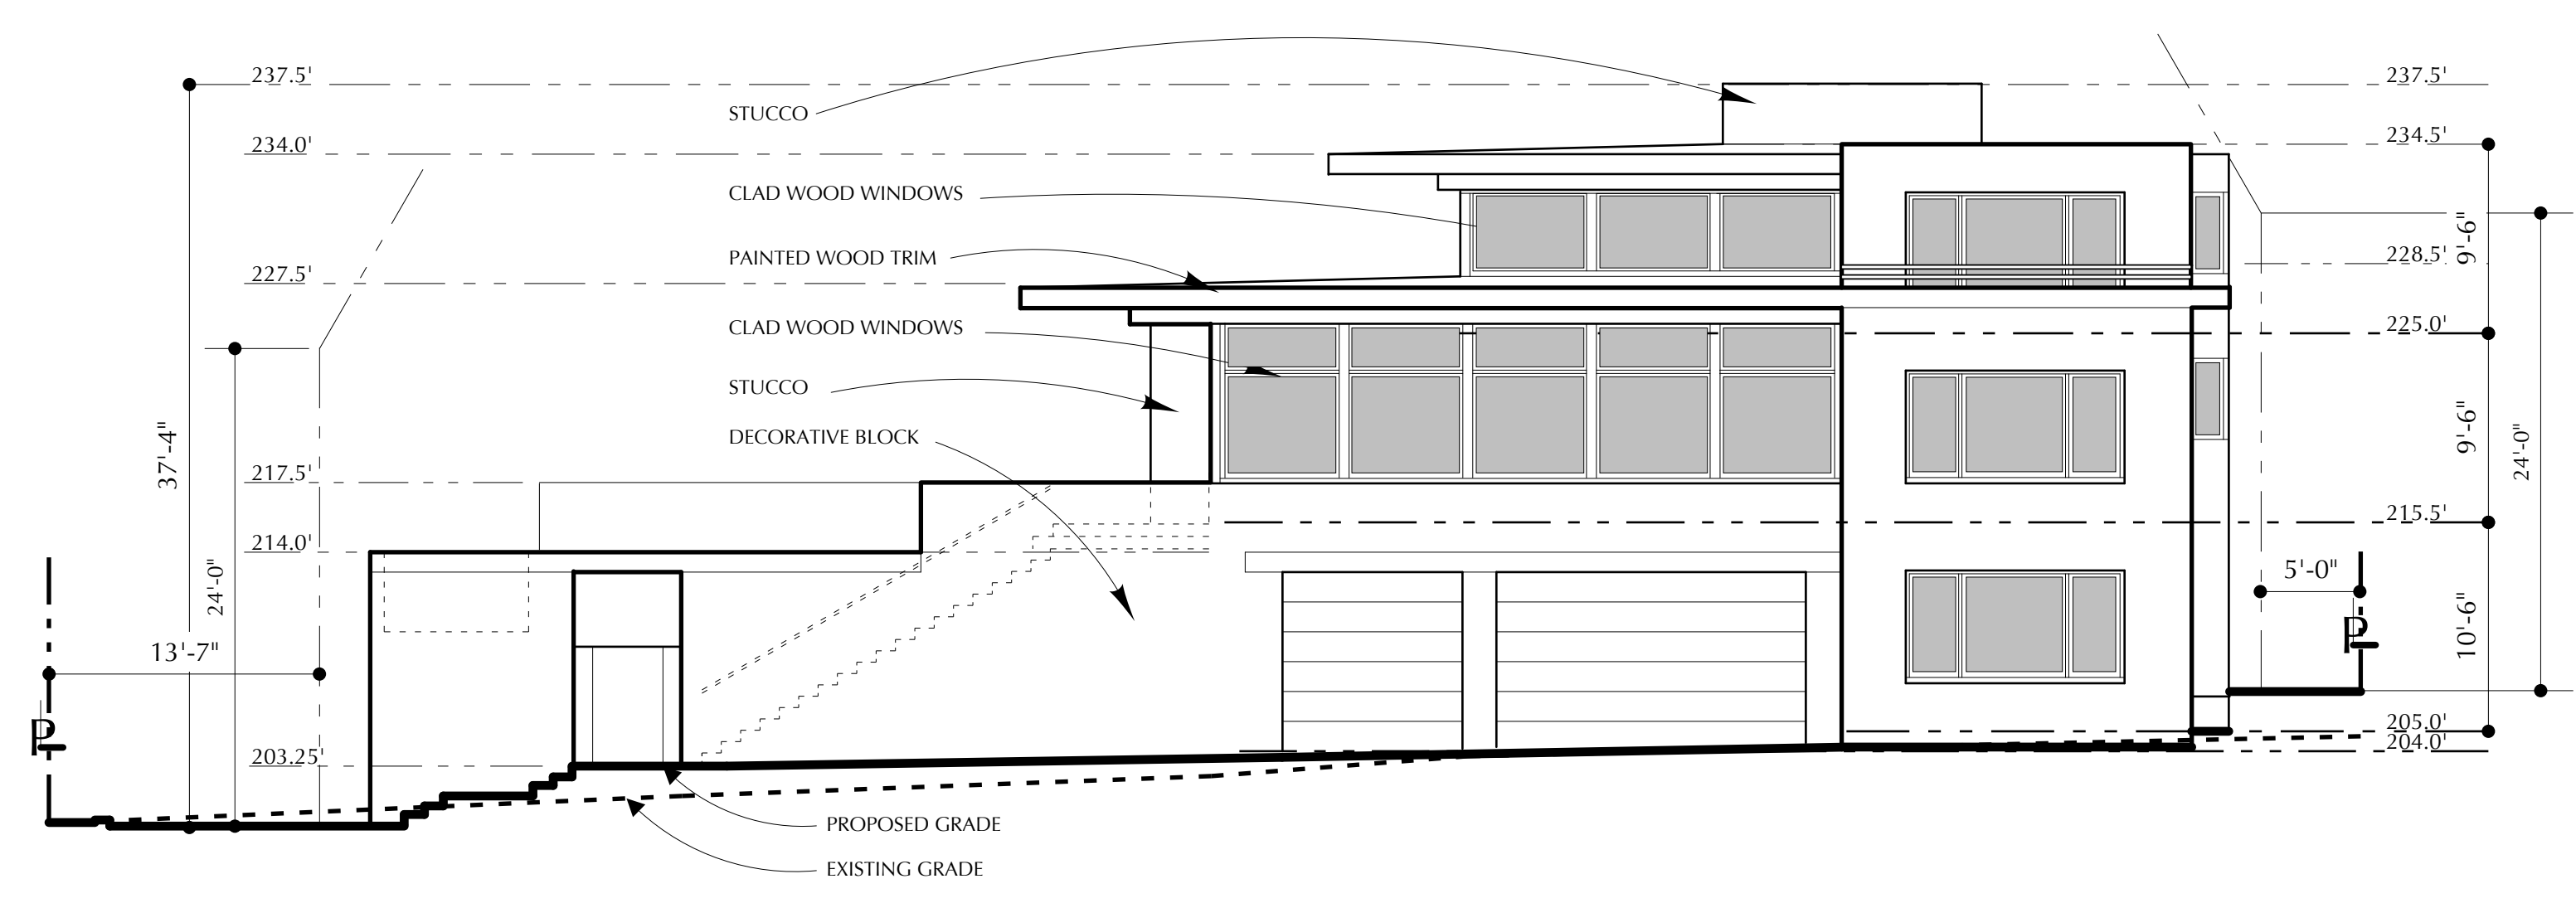 237.5'
237.5'
STUCCO
234.0'
234.5'
CLAD WOOD WINDOWS
9'-6"
PAINTED WOOD TRIM
228.5'
227.5'
CLAD WOOD WINDOWS
225.0'
STUCCO
37'-4"
DECORATIVE BLOCK
9'-6"
24'-0"
217.5'
215.5'
214.0'
24'-0"
5'-0"
10'-6"
P
13'-7"
P
205.0'
204.0'
203.25'
PROPOSED GRADE
EXISTING GRADE